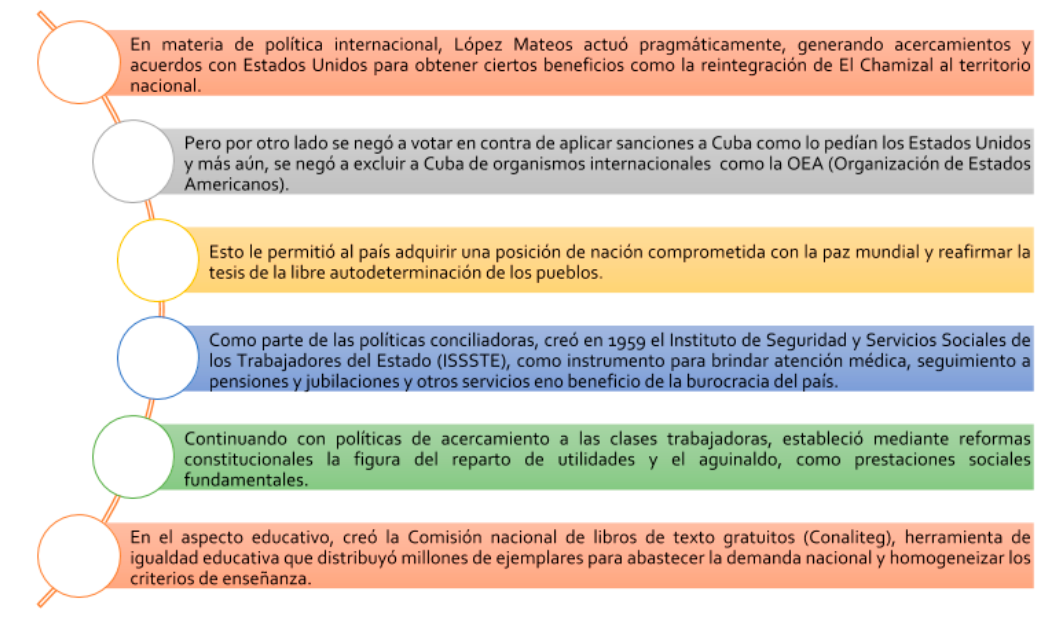 En materia de política internacional, López Mateos actuó pragmáticamente, generando acercamientos y
acuerdos con Estados Unidos para obtener ciertos beneficios como la reintegración de El Chamizal al territorio
nacional.
Pero por otro lado se negó a votar en contra de aplicar sanciones a Cuba como lo pedían los Estados Unidos
y más aún, se negó a excluir a Cuba de organismos internacionales como la OEA (Organización de Estados
Americanos).
Esto le permitió al país adquirir una posición de nación comprometida con la paz mundial y reafirmar la
tesis de la libre autodeterminación de los pueblos.
Como parte de las políticas conciliadoras, creó en 1959 el Instituto de Seguridad y Servicios Sociales de
los Trabajadores del Estado (ISSSTE), como instrumento para brindar atención médica, seguimiento a
pensiones y jubilaciones y otros servicios eno beneficio de la burocracia del país.
Continuando con políticas de acercamiento a las clases trabajadoras, estableció mediante reformas
constitucionales la figura del reparto de utilidades y el aguinaldo, como prestaciones sociales
fundamentales.
En el aspecto educativo, creó la Comisión nacional de libros de texto gratuitos (Conaliteg), herramienta de
igualdad educativa que distribuyó millones de ejemplares para abastecer la demanda nacional y homogeneizar los
criterios de enseñanza.